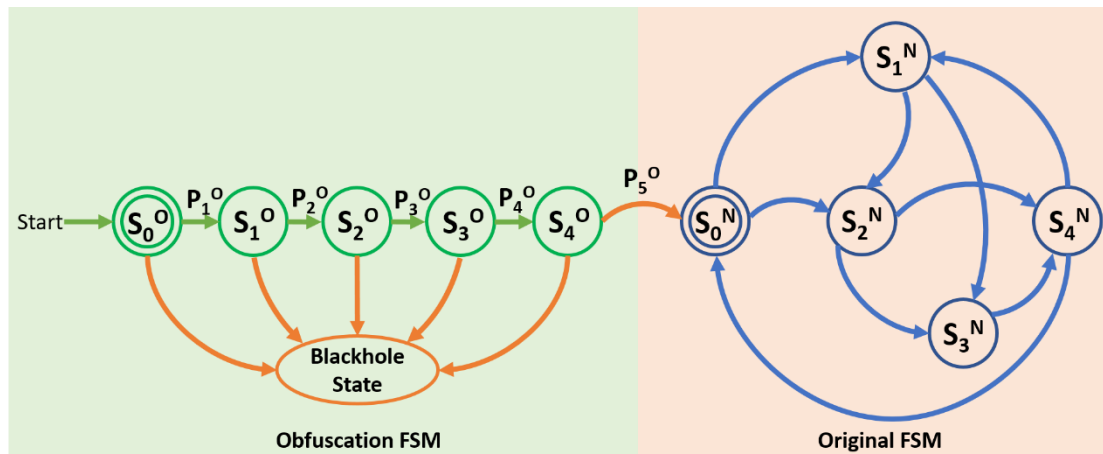 Start
S₀ᴼ
P₁ᴼ
S₁ᴼ
P₂ᴼ
S₂ᴼ
P₃ᴼ
S₃ᴼ
P₄ᴼ
S₄ᴼ
P₅ᴼ
Blackhole
State
Obfuscation FSM
S₀ᴺ
S₁ᴺ
S₂ᴺ
S₃ᴺ
S₄ᴺ
Original FSM